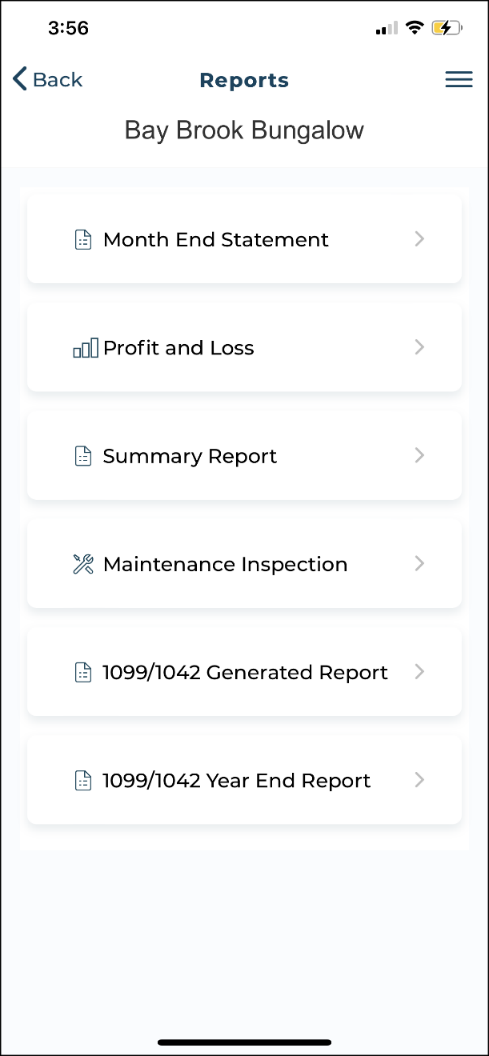 3:56
Back
Reports
Bay Brook Bungalow
Month End Statement
Profit and Loss
Summary Report
Maintenance Inspection
1099/1042 Generated Report
1099/1042 Year End Report